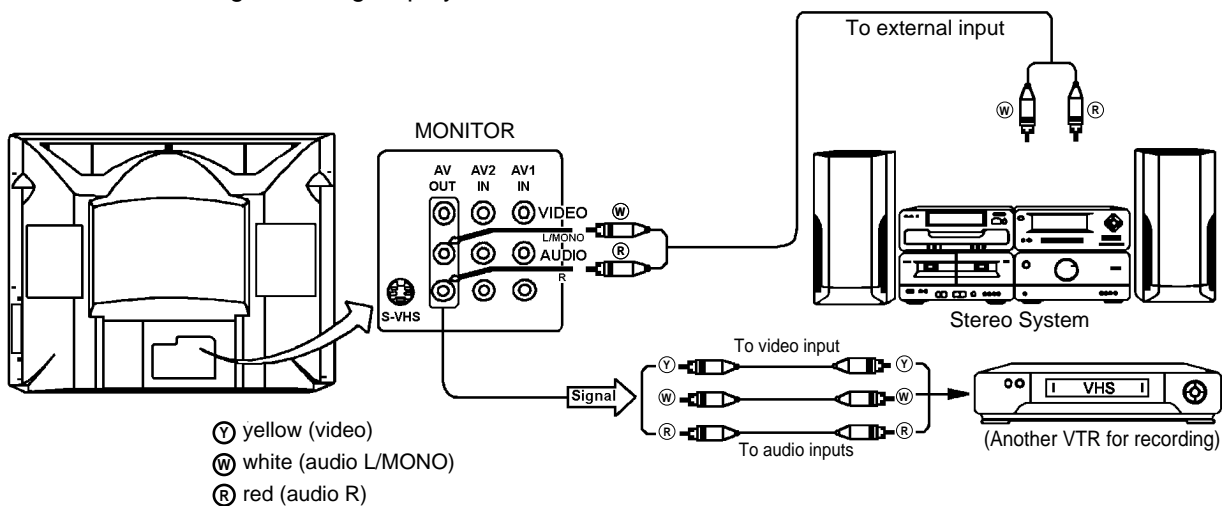 To external input
W R
MONITOR
AV AV2 AV1
OUT IN IN
VIDEO W
L/MONO
AUDIO R
R
S-VHS
Stereo System
To video input
Y Y
Signal W W
R R
To audio inputs
VHS
(Another VTR for recording)
Y yellow (video)
W white (audio L/MONO)
R red (audio R)